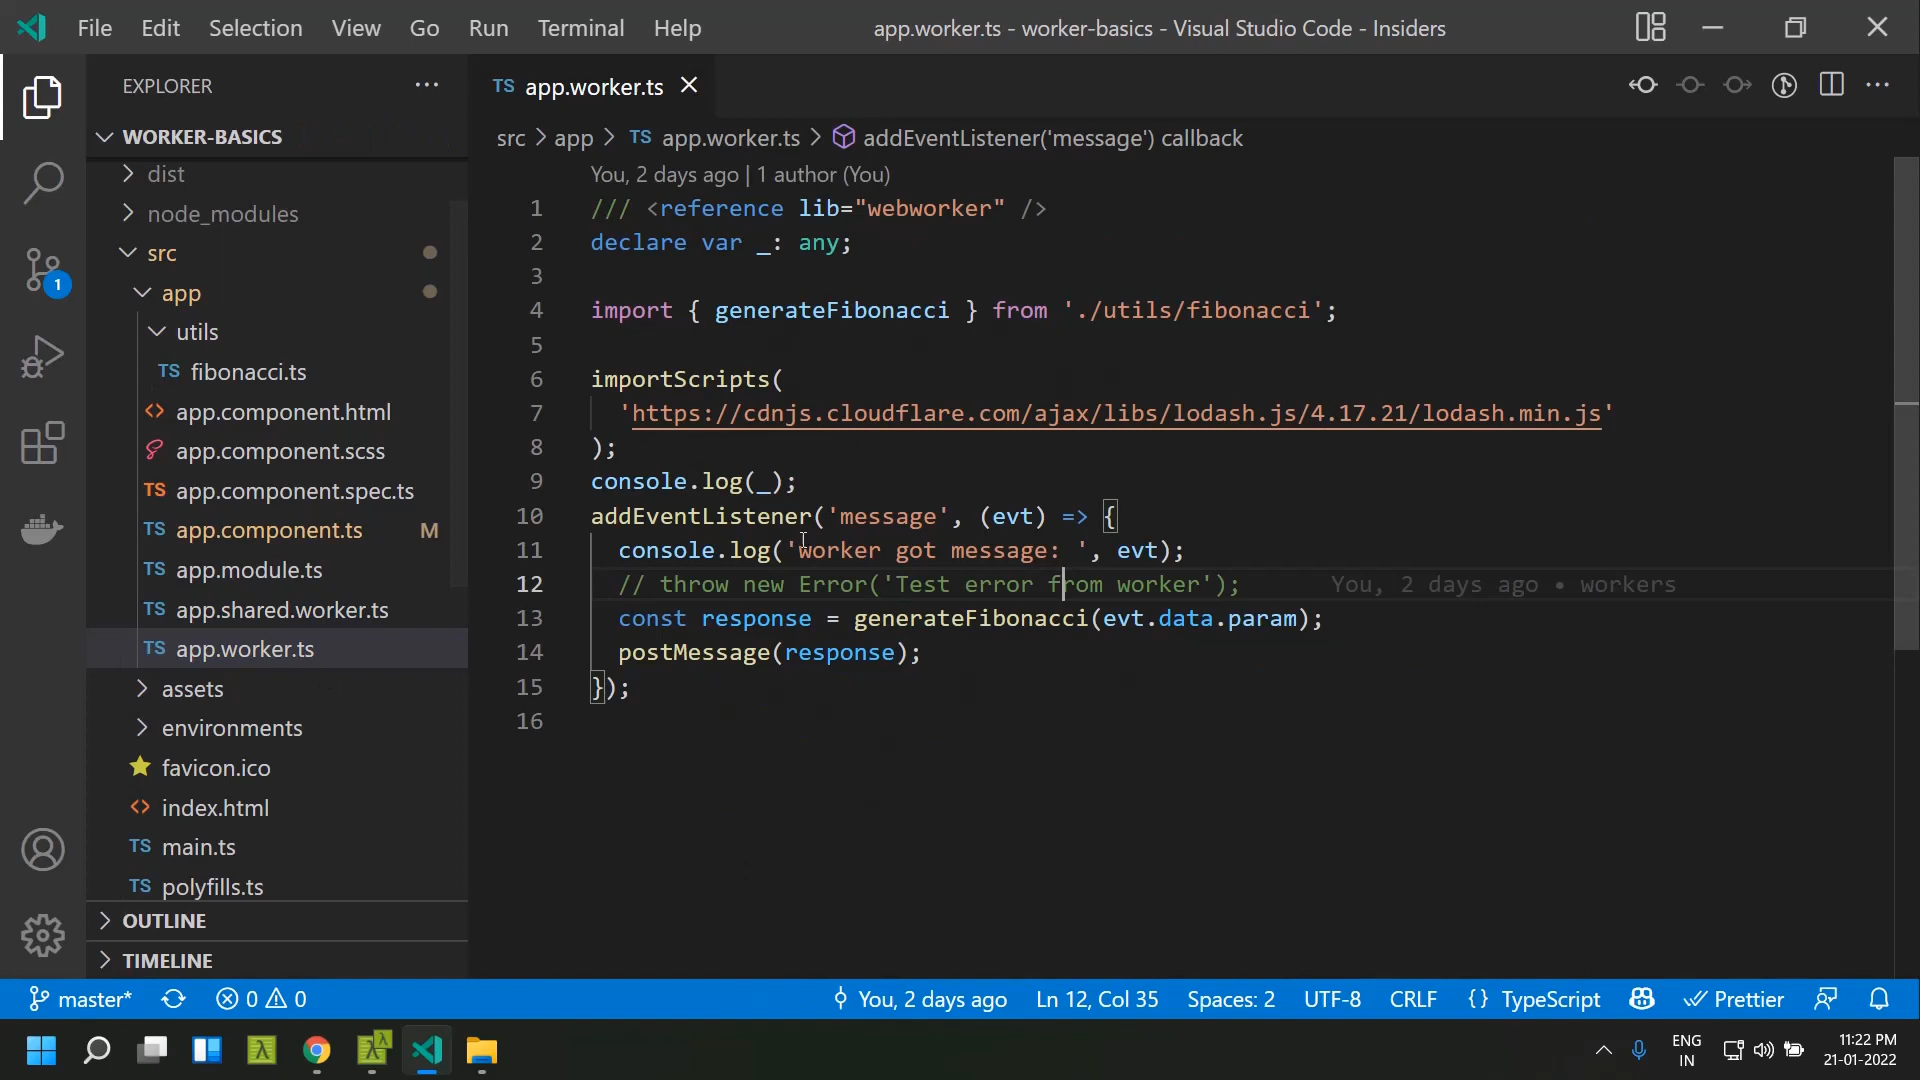 File Edit Selection View Go Run Terminal Help
app.worker.ts - worker-basics - Visual Studio Code - Insiders
EXPLORER
WORKER-BASICS
dist
node_modules
src
app
utils
TS fibonacci.ts
<> app.component.html
app.component.scss
TS app.component.spec.ts
TS app.component.ts M
TS app.module.ts
TS app.shared.worker.ts
TS app.worker.ts
assets
environments
favicon.ico
<> index.html
TS main.ts
TS polyfills.ts
OUTLINE
TIMELINE
1
TS app.worker.ts
src > app > TS app.worker.ts > addEventListener('message') callback
You, 2 days ago | 1 author (You)
1 /// <reference lib="webworker" />
2 declare var _: any;
3
4 import { generateFibonacci } from './utils/fibonacci';
5
6 importScripts(
7 'https://cdnjs.cloudflare.com/ajax/libs/lodash.js/4.17.21/lodash.min.js'
8 );
9 console.log(_);
10 addEventListener('message', (evt) => {
11 console.log('worker got message: ', evt);
12 // throw new Error('Test error from worker'); You, 2 days ago • workers
13 const response = generateFibonacci(evt.data.param);
14 postMessage(response);
15 });
16
master* 0 0 You, 2 days ago Ln 12, Col 35 Spaces: 2 UTF-8 CRLF {} TypeScript Prettier
ENG
IN
11:22 PM
21-01-2022